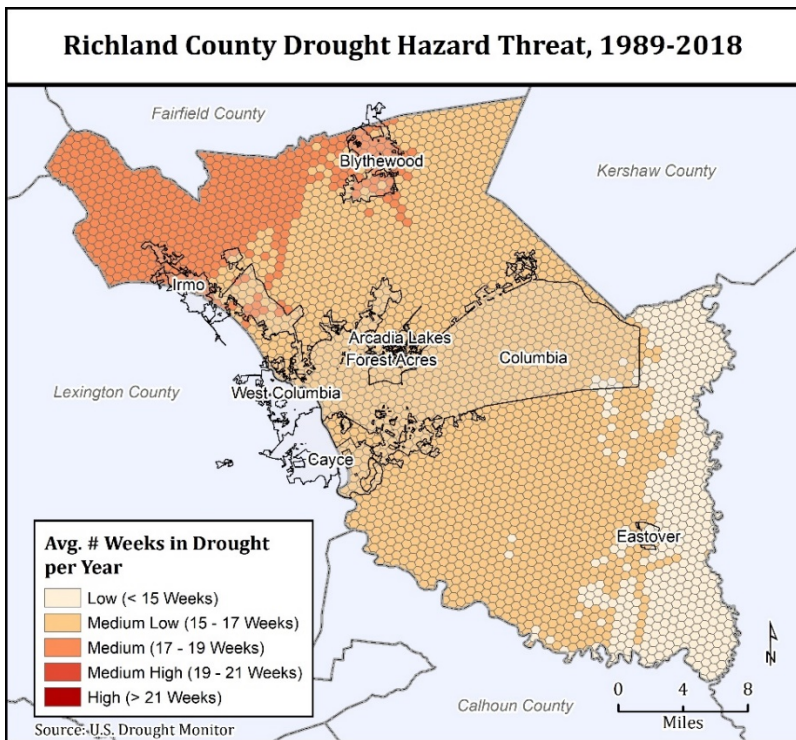 Richland County Drought Hazard Threat, 1989-2018
Fairfield County
Blythewood
Kershaw County
Irmo
Arcadia Lakes
Forest Acres
Columbia
Lexington County
West Columbia
Cayce
Eastover
Avg. # Weeks in Drought
per Year
Low (< 15 Weeks)
Medium Low (15 - 17 Weeks)
Medium (17 - 19 Weeks)
Medium High (19 - 21 Weeks)
High (> 21 Weeks)
Source: U.S. Drought Monitor
Calhoun County
N
0 4 8
Miles